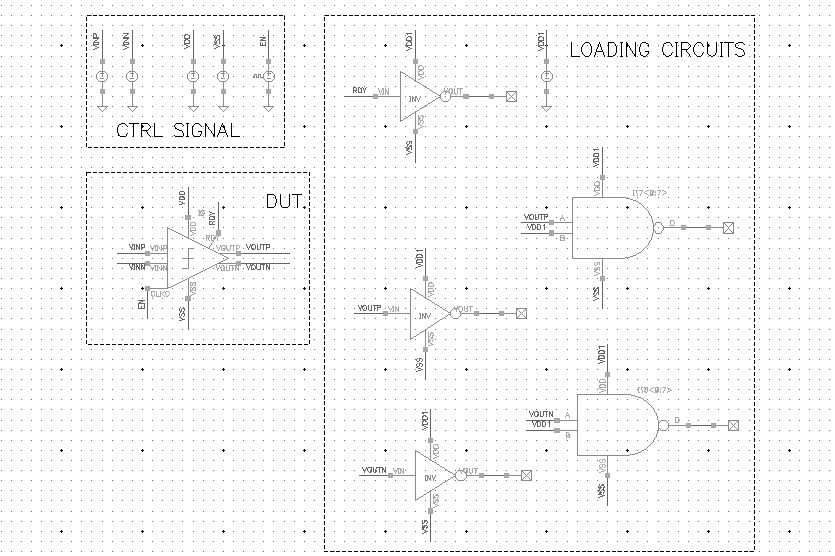 VINP
VINN
VDD
VSS
EN
CTRL SIGNAL
DUT
VDD
RDY
VDD
RDY
VINP
VINP
VOUTP
VOUTP
VINN
VINN
VOUTN
VOUTN
CLKC
VSS
EN
VSS
LOADING CIRCUITS
VDD1
VDD
RDY
VIN
INV
VOUT
VSS
VSS
VDD1
VDD1
VDD
VOUTP
A
VDD1
B
D
VSS
VSS
VDD1
VDD
VOUTP
VIN
INV
VOUT
VSS
VSS
VDD1
VDD
VOUTN
A
VDD1
B
D
VSS
VSS
VDD1
VDD
VOUTN
VIN
INV
VOUT
VSS
VSS